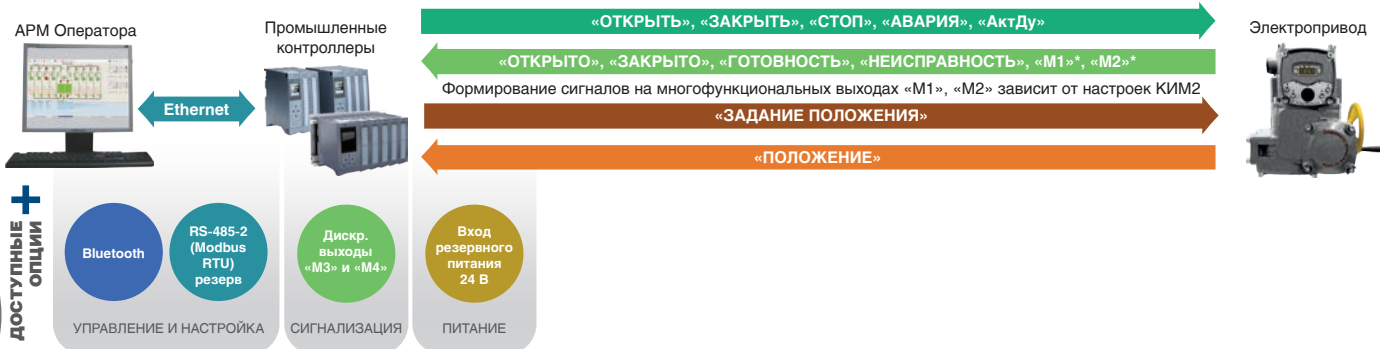 АРМ Оператора
Промышленные
контроллеры
Ethernet
«ОТКРЫТЬ», «ЗАКРЫТЬ», «СТОП», «АВАРИЯ», «АктДу»
«ОТКРЫТО», «ЗАКРЫТО», «ГОТОВНОСТЬ», «НЕИСПРАВНОСТЬ», «М1»*, «М2»*
Формирование сигналов на многофункциональных выходах «М1», «М2» зависит от настроек КИМ2
«ЗАДАНИЕ ПОЛОЖЕНИЯ»
«ПОЛОЖЕНИЕ»
Электропривод
ДОСТУПНЫЕ
ОПЦИИ
+
Bluetooth
RS-485-2
(Modbus
RTU)
резерв
Дискр.
выходы
«М3» и «М4»
Вход
резервного
питания
24 В
УПРАВЛЕНИЕ И НАСТРОЙКА
СИГНАЛИЗАЦИЯ
ПИТАНИЕ